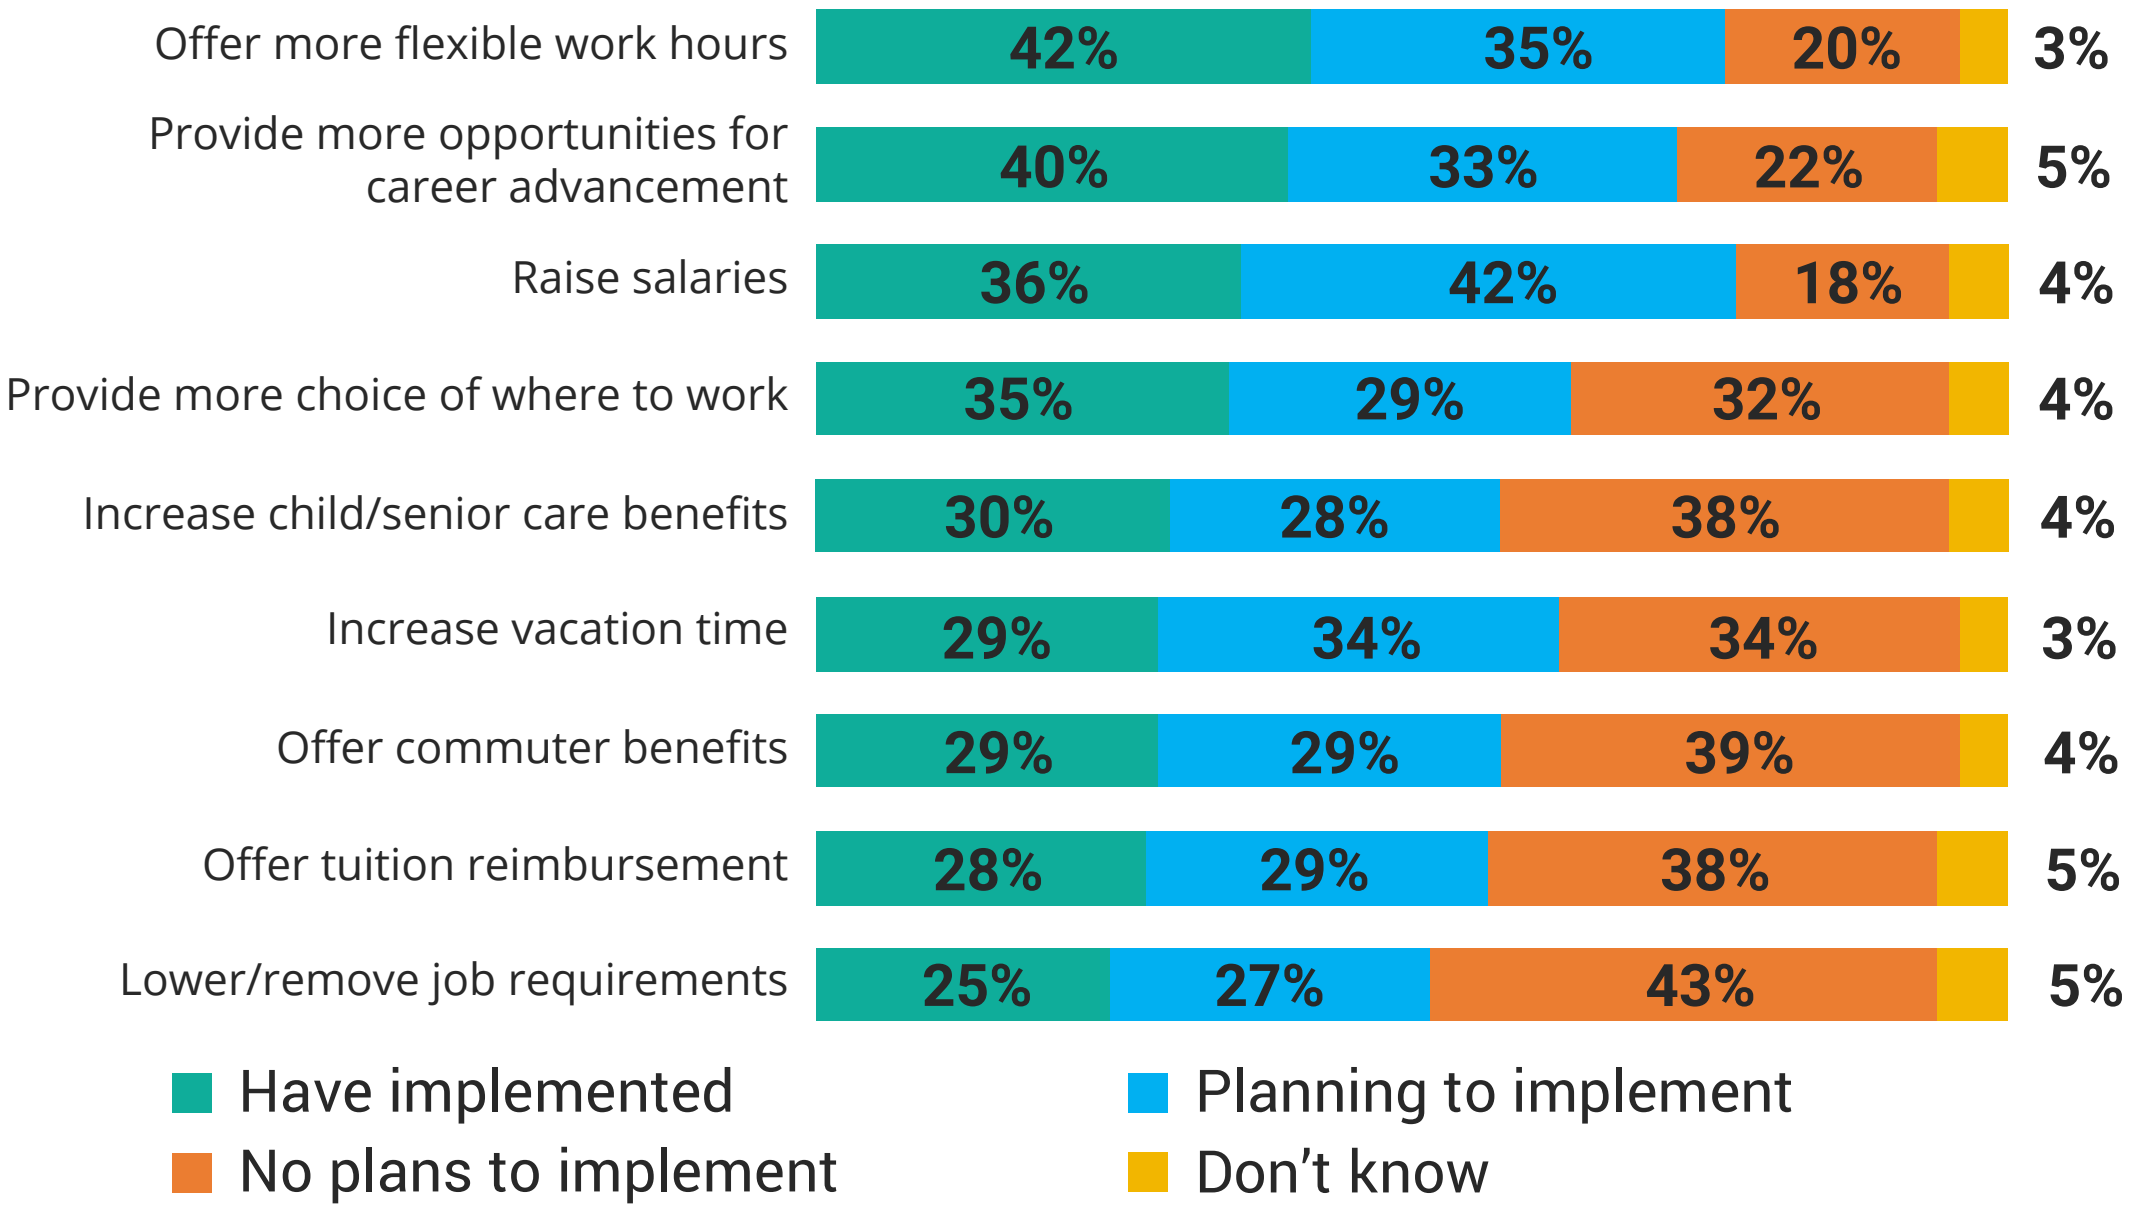 Offer more flexible work hours 42% 35% 20% 3%
Provide more opportunities for
career advancement 40% 33% 22% 5%
Raise salaries 36% 42% 18% 4%
Provide more choice of where to work 35% 29% 32% 4%
Increase child/senior care benefits 30% 28% 38% 4%
Increase vacation time 29% 34% 34% 3%
Offer commuter benefits 29% 29% 39% 4%
Offer tuition reimbursement 28% 29% 38% 5%
Lower/remove job requirements 25% 27% 43% 5%
Have implemented Planning to implement
No plans to implement Don’t know